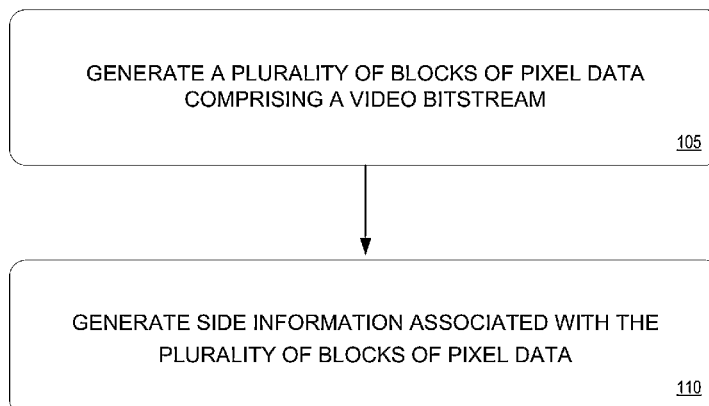 GENERATE A PLURALITY OF BLOCKS OF PIXEL DATA
COMPRISING A VIDEO BITSTREAM
105
GENERATE SIDE INFORMATION ASSOCIATED WITH THE
PLURALITY OF BLOCKS OF PIXEL DATA
110